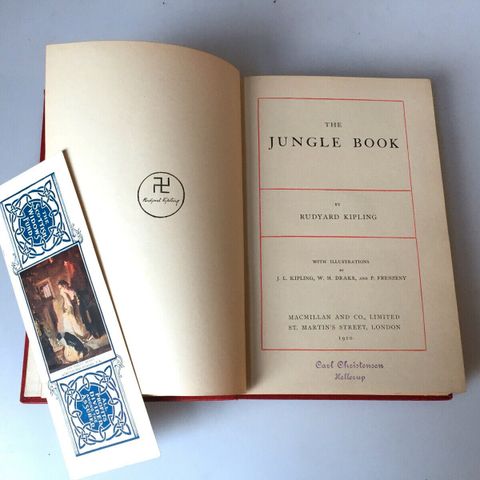 Rudyard Kipling
THE
JUNGLE BOOK
BY
RUDYARD KIPLING
WITH ILLUSTRATIONS
BY
J. L. KIPLING, W. H. DRAKE, AND P. FRENZENY
MACMILLAN AND CO., LIMITED
ST. MARTIN'S STREET, LONDON
1910
Carl Christensen
Hellerup